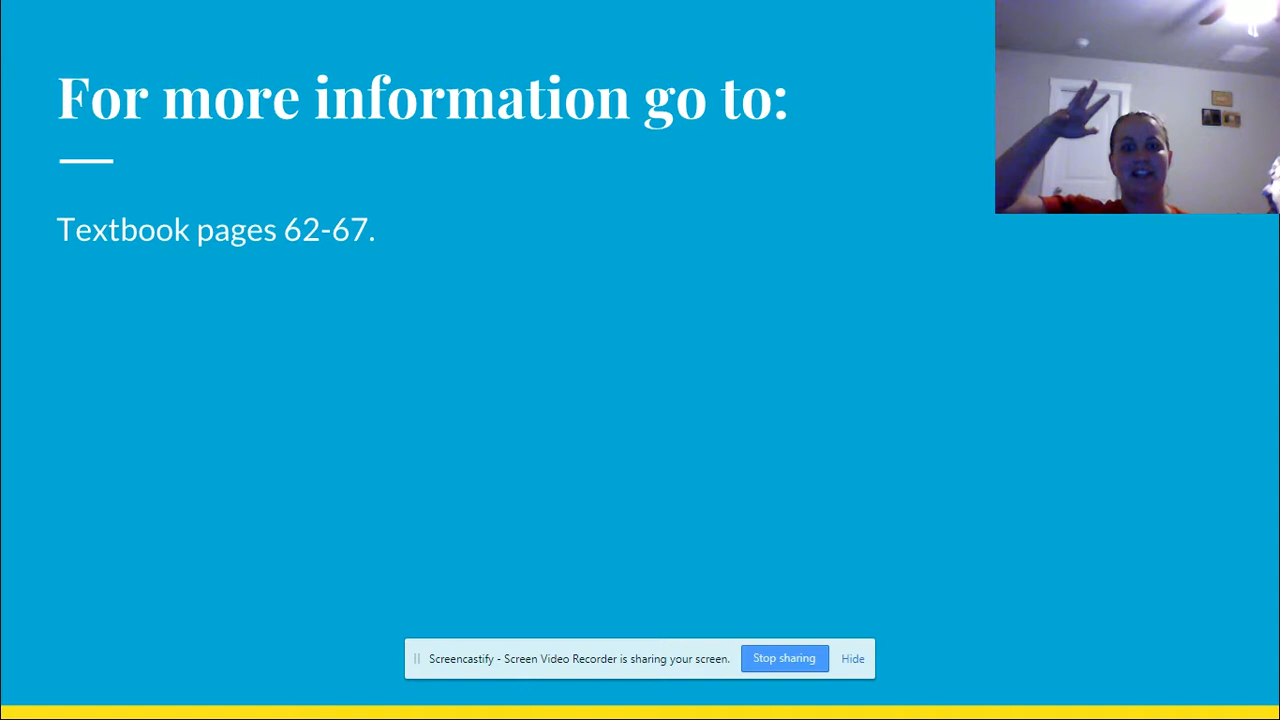 For more information go to:
Textbook pages 62-67.
Screencastify - Screen Video Recorder is sharing your screen. Stop sharing Hide